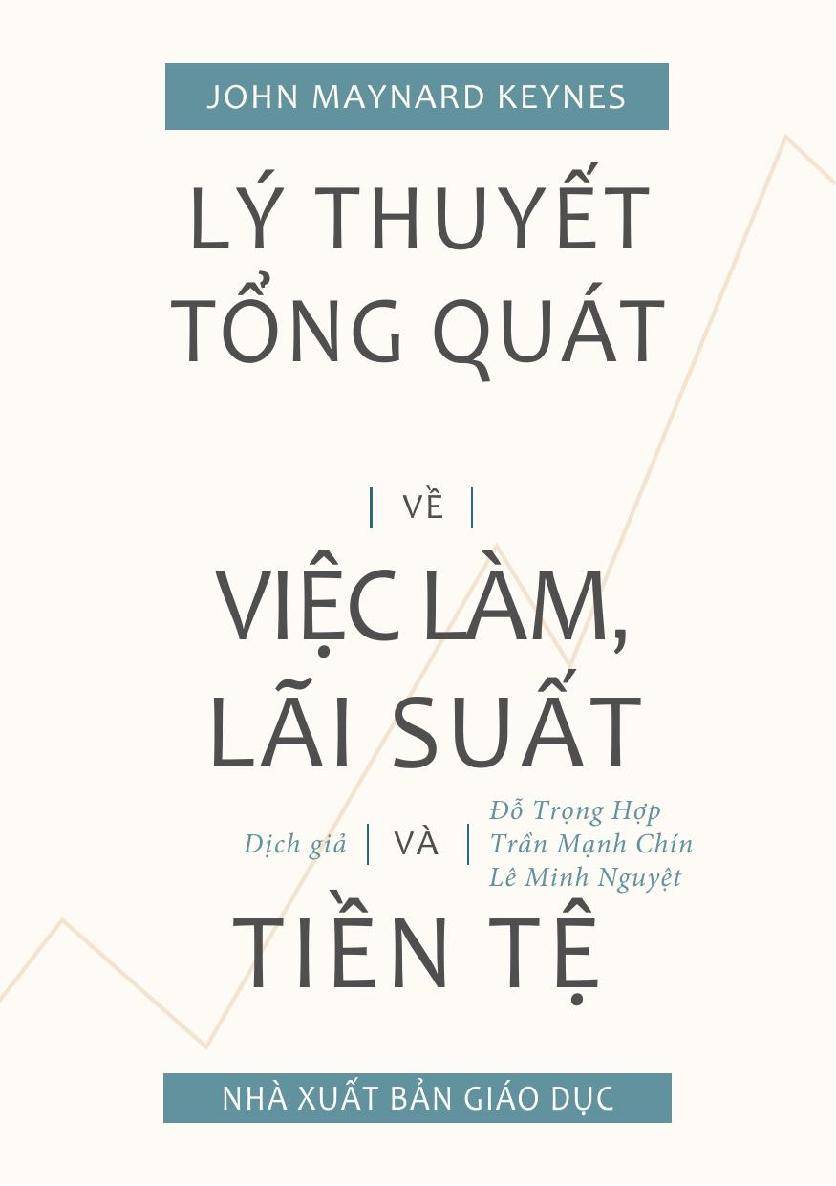 JOHN MAYNARD KEYNES
LÝ THUYẾT
TỔNG QUÁT
VỀ
VIỆC LÀM,
LÃI SUẤT
Dịch giả
VÀ
Đỗ Trọng Hợp
Trần Mạnh Chín
Lê Minh Nguyệt
TIỀN TỆ
NHÀ XUẤT BẢN GIÁO DỤC